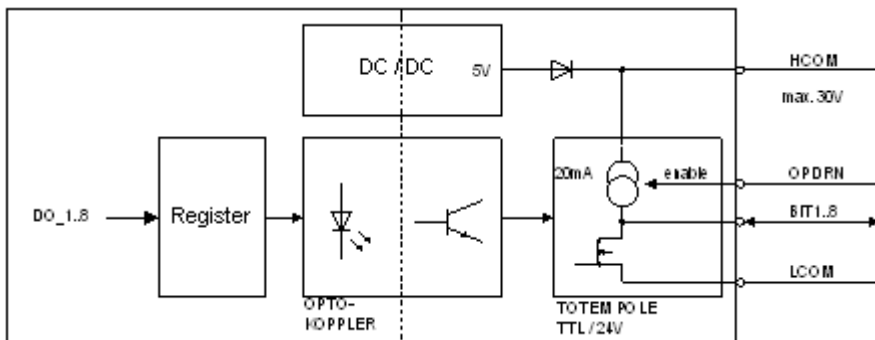 DC / DC
5V
HCOM
max. 30V
20mA
enable
OPDRN
DO_1..8
Register
BIT1..8
LCOM
OPTO-
KOPPLER
TOTEM POLE
TTL / 24V